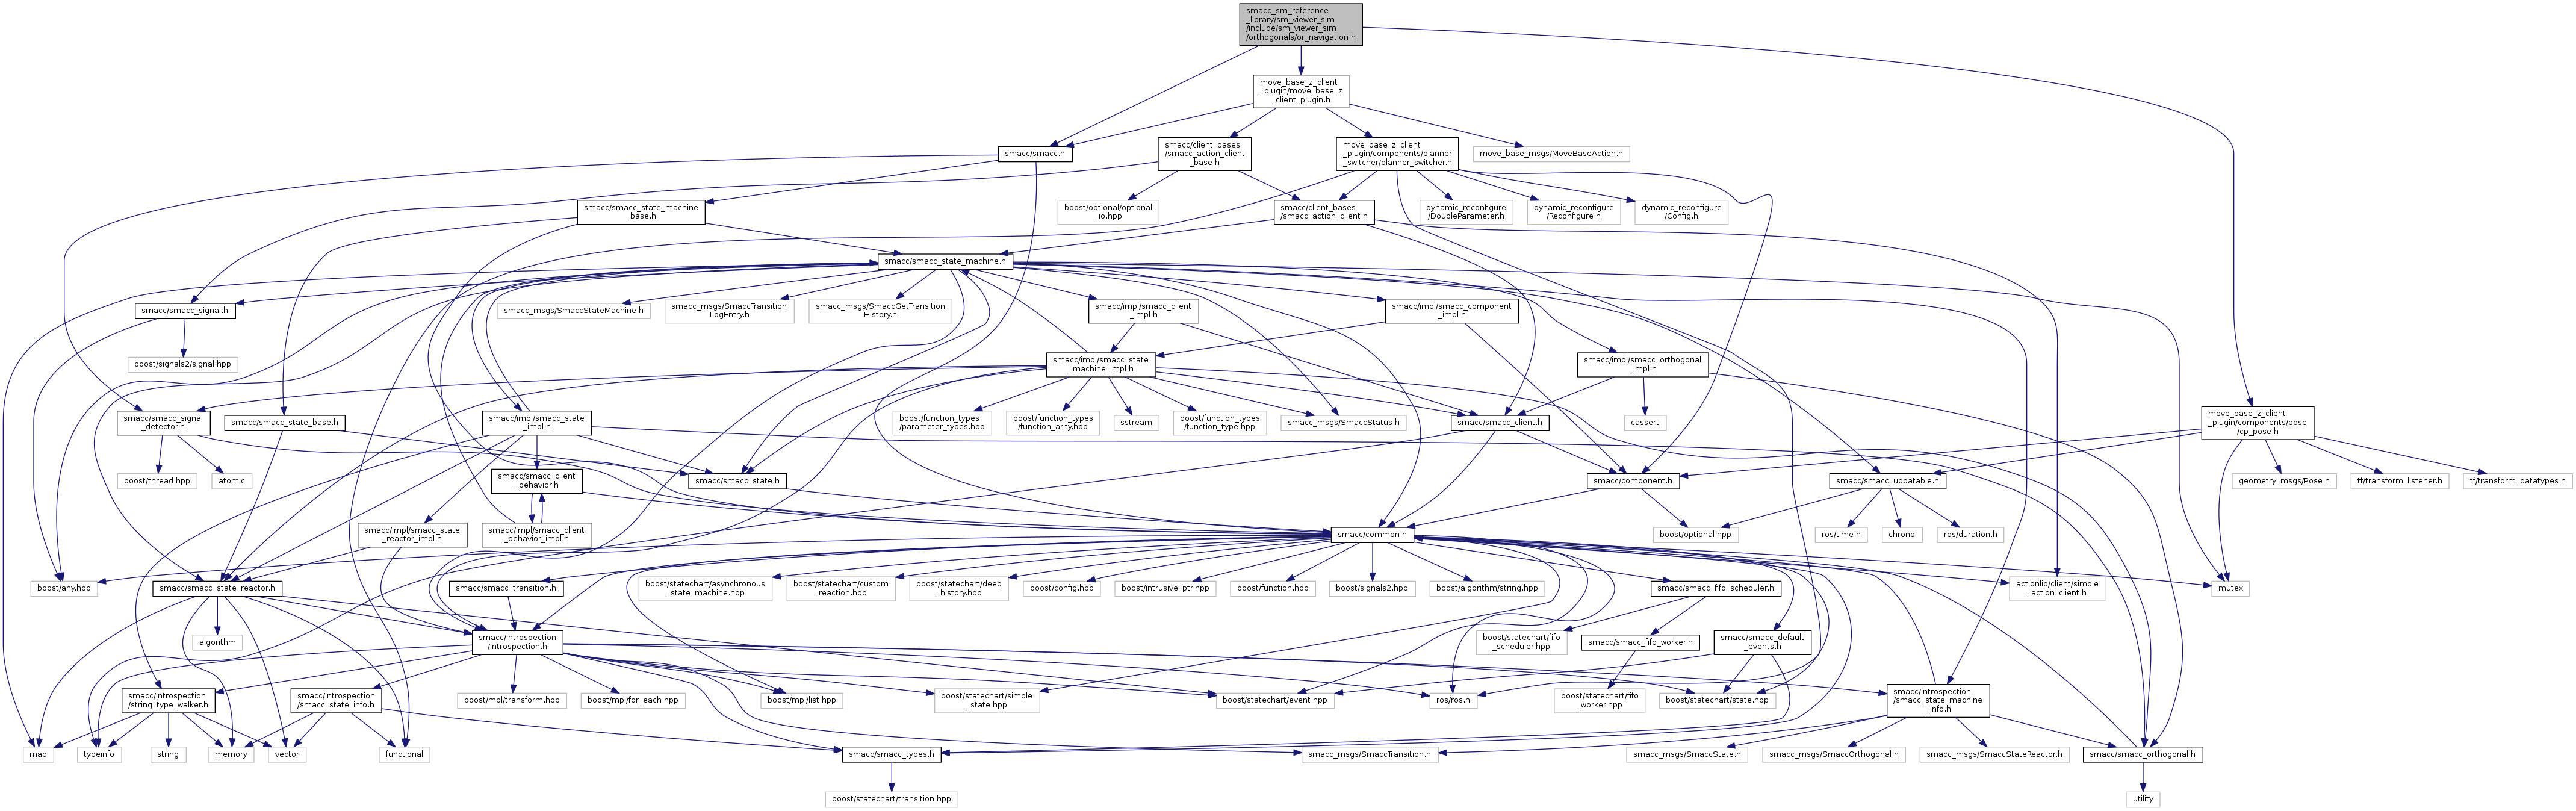 smacc_sm_reference
_library/sm_viewer_sim
/include/sm_viewer_sim
/orthogonals/or_navigation.h
move_base_z_client
_plugin/move_base_z
_client_plugin.h
smacc/smacc.h
smacc/client_bases
/smacc_action_client
_base.h
move_base_z_client
_plugin/components/planner
_switcher/planner_switcher.h
move_base_msgs/MoveBaseAction.h
smacc/smacc_state_machine
_base.h
boost/optional/optional
_io.hpp
smacc/client_bases
/smacc_action_client.h
dynamic_reconfigure
/DoubleParameter.h
dynamic_reconfigure
/Reconfigure.h
dynamic_reconfigure
/Config.h
smacc/smacc_state_machine.h
smacc/smacc_signal.h
smacc_msgs/SmaccStateMachine.h
smacc_msgs/SmaccTransition
LogEntry.h
smacc_msgs/SmaccGetTransition
History.h
smacc/impl/smacc_client
_impl.h
smacc/impl/smacc_component
_impl.h
boost/signals2/signal.hpp
smacc/impl/smacc_state
_machine_impl.h
smacc/impl/smacc_orthogonal
_impl.h
smacc/smacc_signal
_detector.h
smacc/smacc_state_base.h
smacc/impl/smacc_state
_impl.h
boost/function_types
/parameter_types.hpp
boost/function_types
/function_arity.hpp
sstream
boost/function_types
/function_type.hpp
smacc_msgs/SmaccStatus.h
smacc/smacc_client.h
cassert
move_base_z_client
_plugin/components/pose
/cp_pose.h
boost/thread.hpp
atomic
smacc/smacc_client
_behavior.h
smacc/smacc_state.h
smacc/component.h
smacc/smacc_updatable.h
geometry_msgs/Pose.h
tf/transform_listener.h
tf/transform_datatypes.h
smacc/impl/smacc_state
_reactor_impl.h
smacc/impl/smacc_client
_behavior_impl.h
smacc/common.h
boost/optional.hpp
ros/time.h
chrono
ros/duration.h
boost/any.hpp
smacc/smacc_state_reactor.h
smacc/smacc_transition.h
boost/statechart/asynchronous
_state_machine.hpp
boost/statechart/custom
_reaction.hpp
boost/statechart/deep
_history.hpp
boost/config.hpp
boost/intrusive_ptr.hpp
boost/function.hpp
boost/signals2.hpp
boost/algorithm/string.hpp
smacc/smacc_fifo_scheduler.h
actionlib/client/simple
_action_client.h
mutex
algorithm
smacc/introspection
/introspection.h
boost/statechart/fifo
_scheduler.hpp
smacc/smacc_fifo_worker.h
smacc/smacc_default
_events.h
smacc/introspection
/string_type_walker.h
smacc/introspection
/smacc_state_info.h
boost/mpl/transform.hpp
boost/mpl/for_each.hpp
boost/mpl/list.hpp
boost/statechart/simple
_state.hpp
boost/statechart/event.hpp
ros/ros.h
boost/statechart/fifo
_worker.hpp
boost/statechart/state.hpp
smacc/introspection
/smacc_state_machine
_info.h
map
typeinfo
string
memory
vector
functional
smacc/smacc_types.h
smacc_msgs/SmaccTransition.h
smacc_msgs/SmaccState.h
smacc_msgs/SmaccOrthogonal.h
smacc_msgs/SmaccStateReactor.h
smacc/smacc_orthogonal.h
boost/statechart/transition.hpp
utility